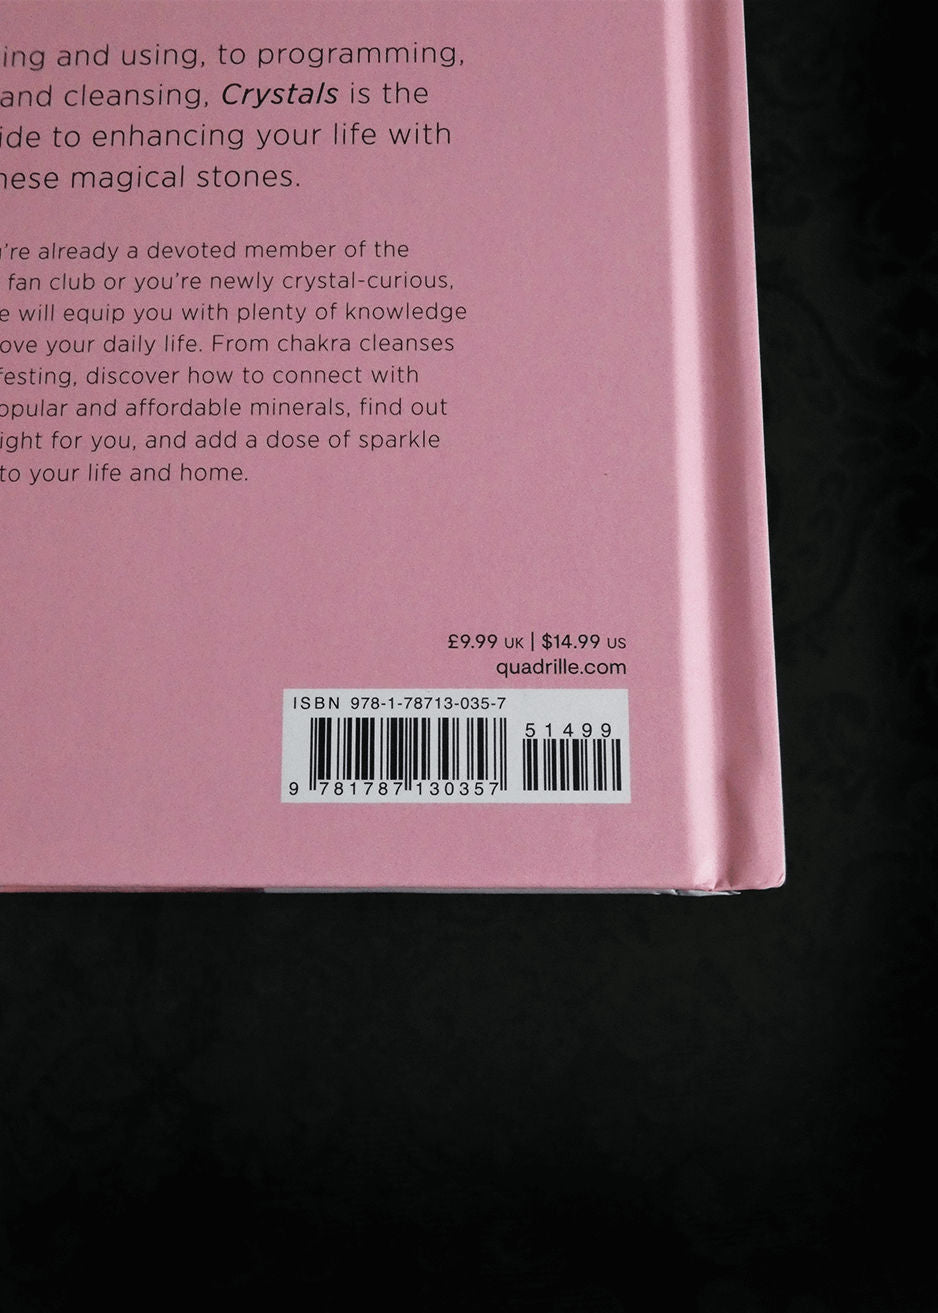 ing and using, to programming,
and cleansing, Crystals is the
ide to enhancing your life with
hese magical stones.
u're already a devoted member of the
fan club or you're newly crystal-curious,
e will equip you with plenty of knowledge
ove your daily life. From chakra cleanses
festing, discover how to connect with
opular and affordable minerals, find out
ight for you, and add a dose of sparkle
to your life and home.
£9.99 UK | $14.99 US
quadrille.com
ISBN 978-1-78713-035-7
51499
9 781787 130357